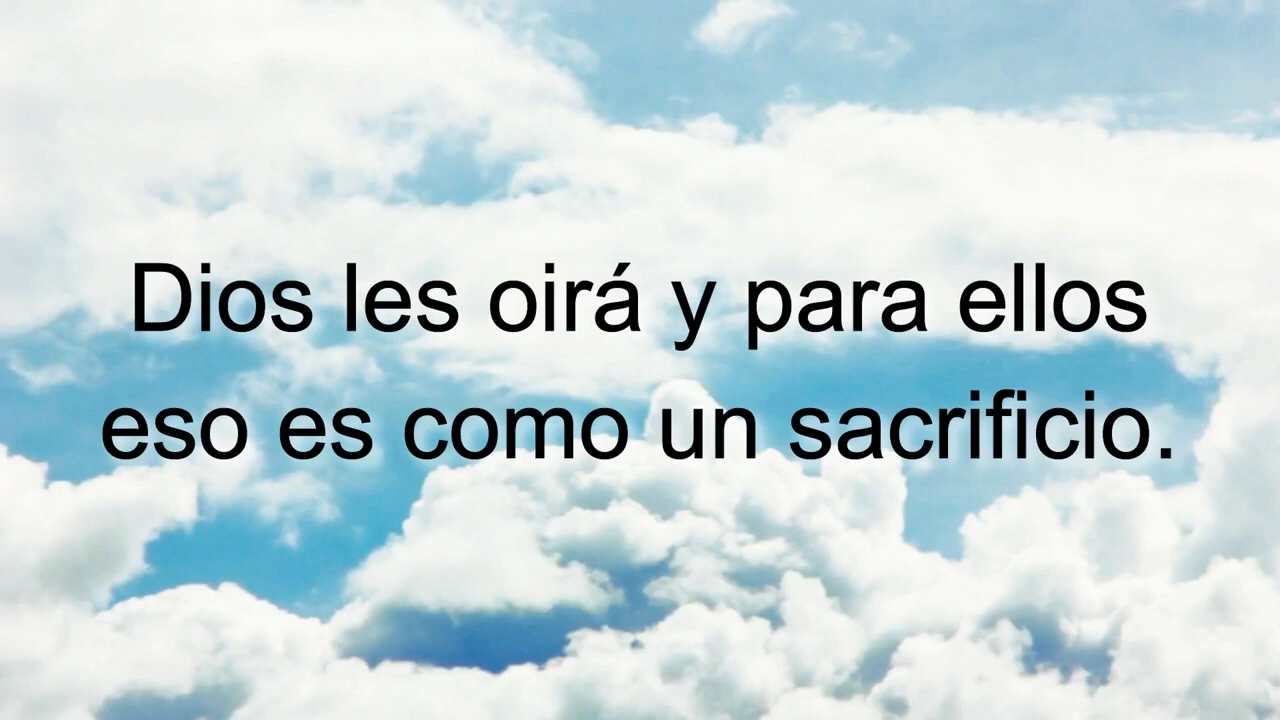 Dios les oirá y para ellos
eso es como un sacrificio.